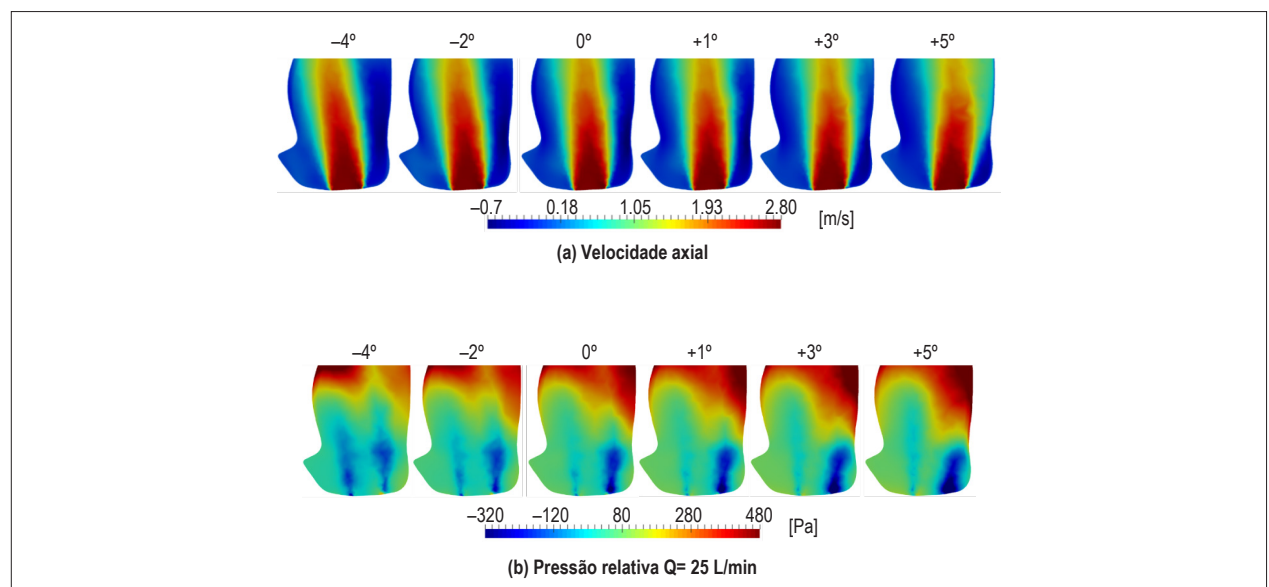 –4º –2º 0º +1º +3º +5º
–0.7 0.18 1.05 1.93 2.80 [m/s]
(a) Velocidade axial
–4º –2º 0º +1º +3º +5º
–320 –120 80 280 480 [Pa]
(b) Pressão relativa Q= 25 L/min